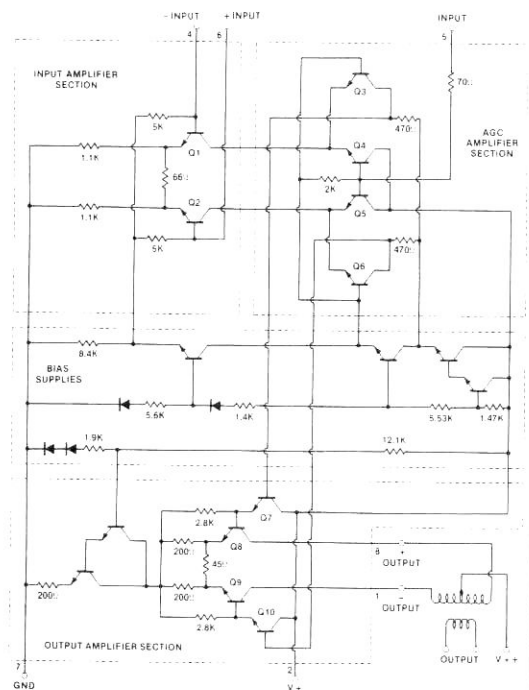 − INPUT
+ INPUT
INPUT
4
6
5
INPUT AMPLIFIER
SECTION
70Ω
Q3
AGC
AMPLIFIER
SECTION
5K
470Ω
1.1K
Q1
Q4
66Ω
2K
1.1K
Q2
Q5
5K
470Ω
Q6
8.4K
BIAS
SUPPLIES
5.6K
1.4K
5.53K
1.47K
1.9K
12.1K
2.8K
Q7
Q8
200Ω
45Ω
8
+
OUTPUT
Q9
1
−
OUTPUT
200Ω
200Ω
Q10
2.8K
OUTPUT AMPLIFIER SECTION
OUTPUT
V++
7
GND
2
V+